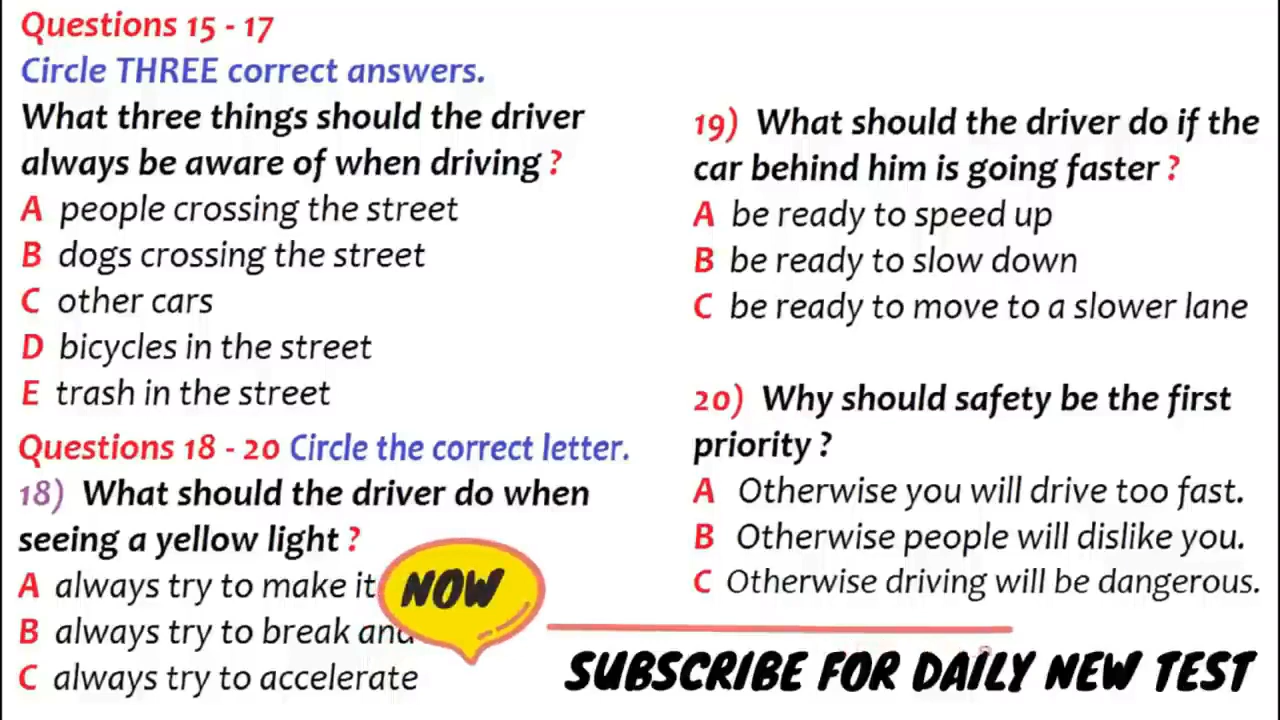 Questions 15 - 17
Circle THREE correct answers.
What three things should the driver
always be aware of when driving ?
A people crossing the street
B dogs crossing the street
C other cars
D bicycles in the street
E trash in the street
Questions 18 - 20 Circle the correct letter.
18) What should the driver do when
seeing a yellow light ?
A always try to make it
B always try to break and
C always try to accelerate
19) What should the driver do if the
car behind him is going faster ?
A be ready to speed up
B be ready to slow down
C be ready to move to a slower lane
20) Why should safety be the first
priority ?
A Otherwise you will drive too fast.
B Otherwise people will dislike you.
C Otherwise driving will be dangerous.
NOW
SUBSCRIBE FOR DAILY NEW TEST